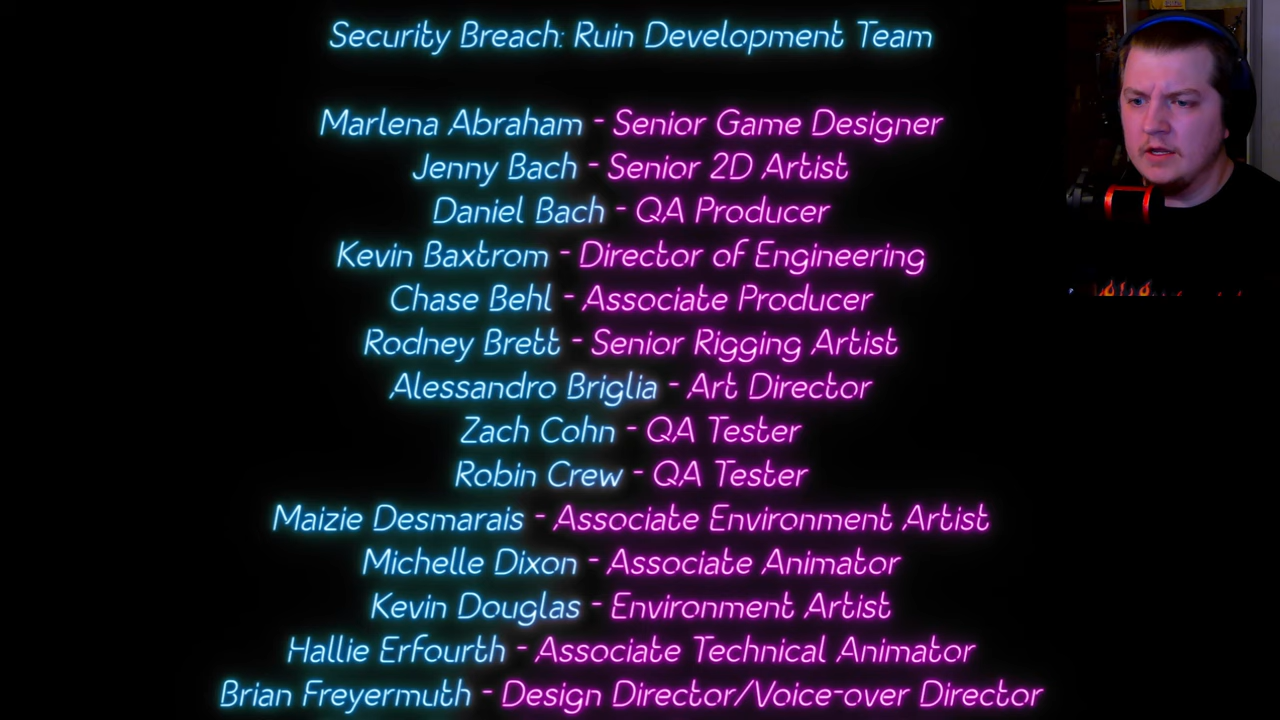 Security Breach: Ruin Development Team
Marlena Abraham - Senior Game Designer
Jenny Bach - Senior 2D Artist
Daniel Bach - QA Producer
Kevin Baxtrom - Director of Engineering
Chase Behl - Associate Producer
Rodney Brett - Senior Rigging Artist
Alessandro Briglia - Art Director
Zach Cohn - QA Tester
Robin Crew - QA Tester
Maizie Desmarais - Associate Environment Artist
Michelle Dixon - Associate Animator
Kevin Douglas - Environment Artist
Hallie Erfourth - Associate Technical Animator
Brian Freyermuth - Design Director/Voice-over Director